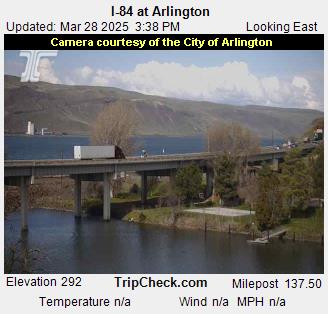 I-84 at Arlington
Updated: Mar 28 2025 3:38 PM Looking East
Camera courtesy of the City of Arlington
Elevation 292 TripCheck.com Milepost 137.50
Temperature n/a Wind n/a MPH n/a